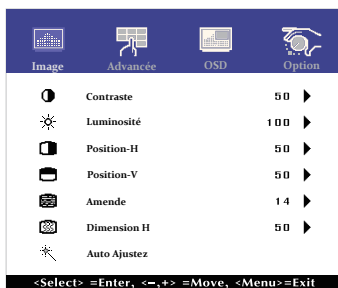 Image Advancée OSD Option
Contraste 50
Luminosité 100
Position-H 50
Position-V 50
Amende 14
Dimension H 50
Auto Ajustez
<Select> =Enter, <–,+> =Move, <Menu>=Exit